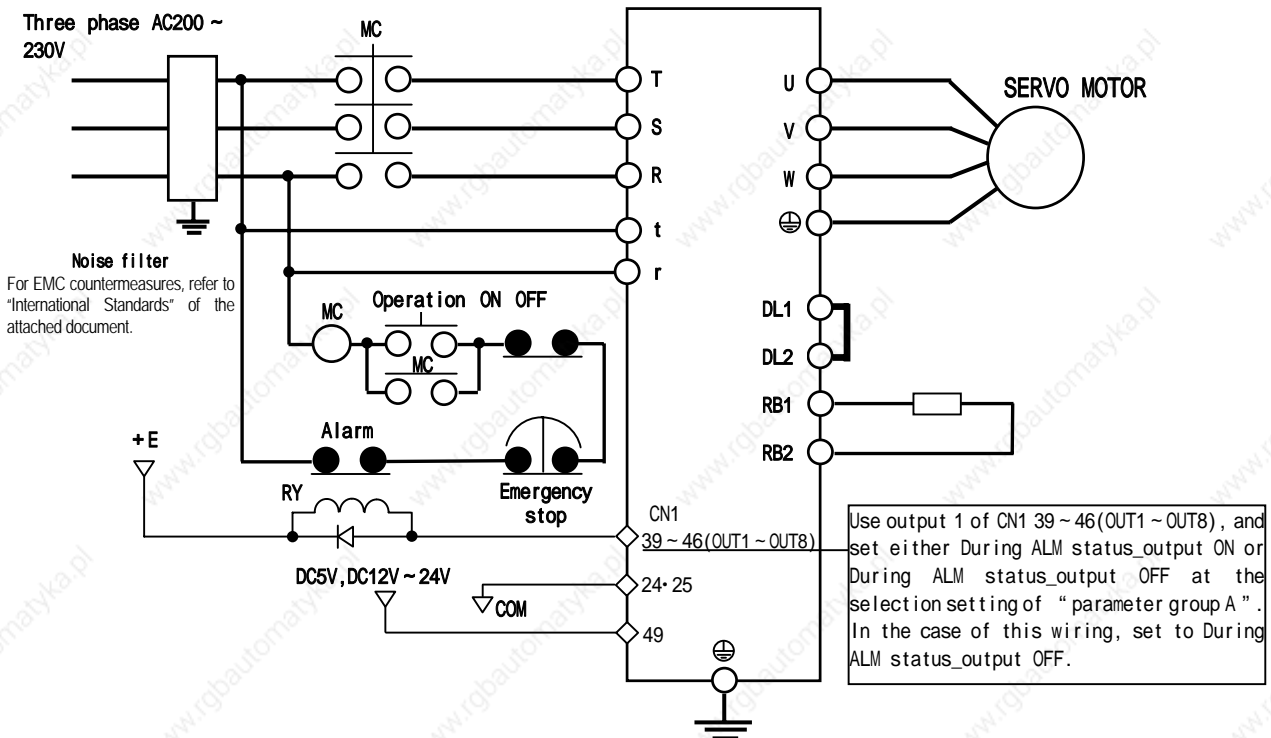 Three phase AC200 ~
230V
MC
T
S
R
t
r
U
V
W
SERVO MOTOR
Noise filter
For EMC countermeasures, refer to
"International Standards" of the
attached document.
MC
Operation ON OFF
MC
DL1
DL2
RB1
RB2
Alarm
+E
RY
Emergency
stop
CN1
39 ~ 46(OUT1 ~ OUT8)
DC5V, DC12V ~ 24V
COM
24・25
49
Use output 1 of CN1 39 ~ 46(OUT1 ~ OUT8), and
set either During ALM status_output ON or
During ALM status_output OFF at the
selection setting of “parameter group A”.
In the case of this wiring, set to During
ALM status_output OFF.
www.rgbautomatyka.pl